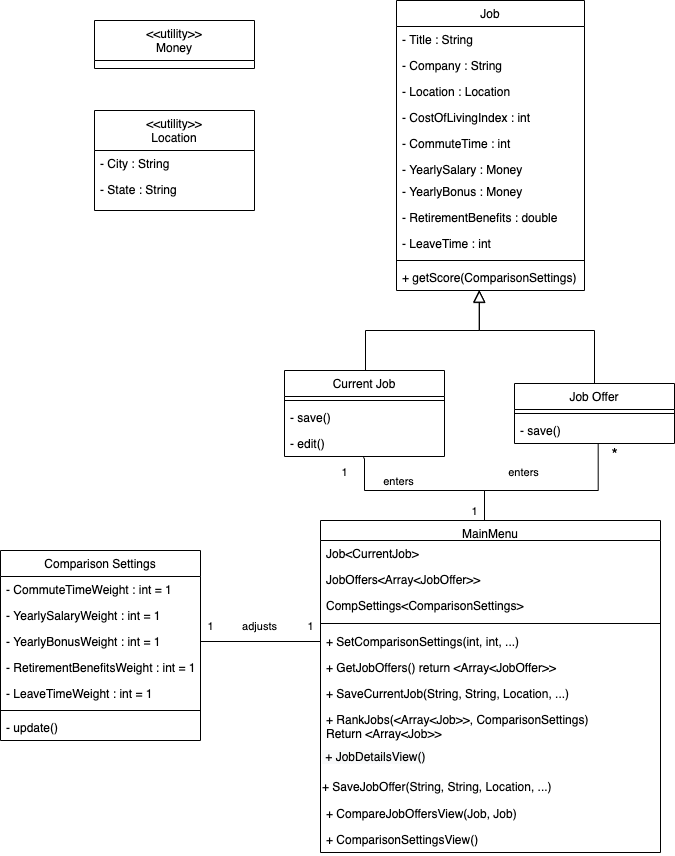 <<utility>>
Money
<<utility>>
Location
- City : String
- State : String
Job
- Title : String
- Company : String
- Location : Location
- CostOfLivingIndex : int
- CommuteTime : int
- YearlySalary : Money
- YearlyBonus : Money
- RetirementBenefits : double
- LeaveTime : int
+ getScore(ComparisonSettings)
Current Job
- save()
- edit()
Job Offer
- save()
1
enters
enters
*
1
Comparison Settings
- CommuteTimeWeight : int = 1
- YearlySalaryWeight : int = 1
- YearlyBonusWeight : int = 1
- RetirementBenefitsWeight : int = 1
- LeaveTimeWeight : int = 1
- update()
1
adjusts
1
MainMenu
Job<CurrentJob>
JobOffers<Array<JobOffer>>
CompSettings<ComparisonSettings>
+ SetComparisonSettings(int, int, ...)
+ GetJobOffers() return <Array<JobOffer>>
+ SaveCurrentJob(String, String, Location, ...)
+ RankJobs(<Array<Job>>, ComparisonSettings)
Return <Array<Job>>
+ JobDetailsView()
+ SaveJobOffer(String, String, Location, ...)
+ CompareJobOffersView(Job, Job)
+ ComparisonSettingsView()